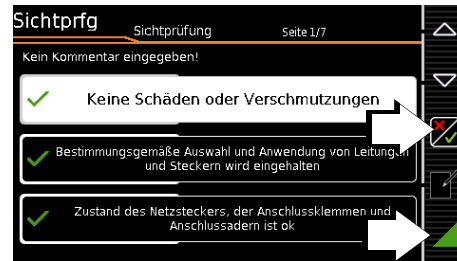 Sichtprfg
Sichtprüfung
Seite 1/7
Kein Kommentar eingegeben!
Keine Schäden oder Verschmutzungen
Bestimmungsgemäße Auswahl und Anwendung von Leitungen
und Steckern wird eingehalten
Zustand des Netzsteckers, der Anschlussklemmen und
Anschlussadern ist ok